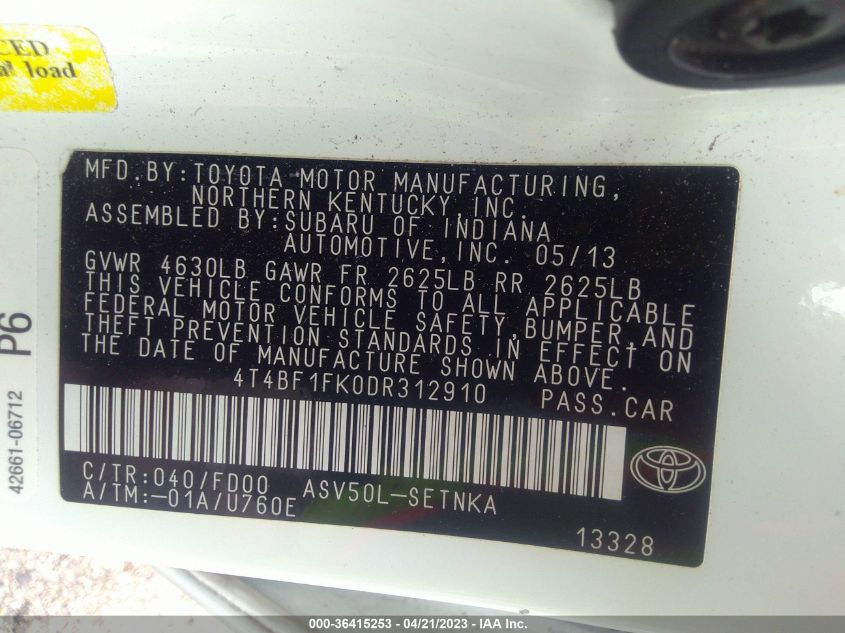 CED
load
MFD.BY:TOYOTA MOTOR MANUFACTURING,
NORTHERN KENTUCKY,INC.
ASSEMBLED BY:SUBARU OF INDIANA
AUTOMOTIVE,INC. 05/13
GVWR 4630LB GAWR FR 2625LB RR 2625LB
THIS VEHICLE CONFORMS TO ALL APPLICABLE
FEDERAL MOTOR VEHICLE SAFETY,BUMPER,AND
THEFT PREVENTION STANDARDS IN EFFECT ON
THE DATE OF MANUFACTURE SHOWN ABOVE.
4T4BF1FK0DR312910 PASS.CAR
C/TR:040/FD00 ASV50L-SETNKA
A/TM:-01A/U760E
13328
P6
42661-06712
000-36415253 - 04/21/2023 - IAA Inc.